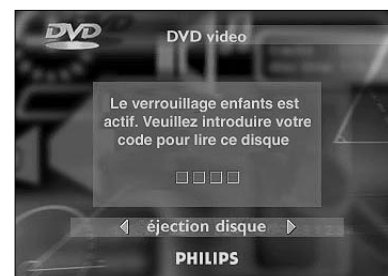 DVD
DVD video
Le verrouillage enfants est
actif. Veuillez introduire votre
code pour lire ce disque
éjection disque
PHILIPS